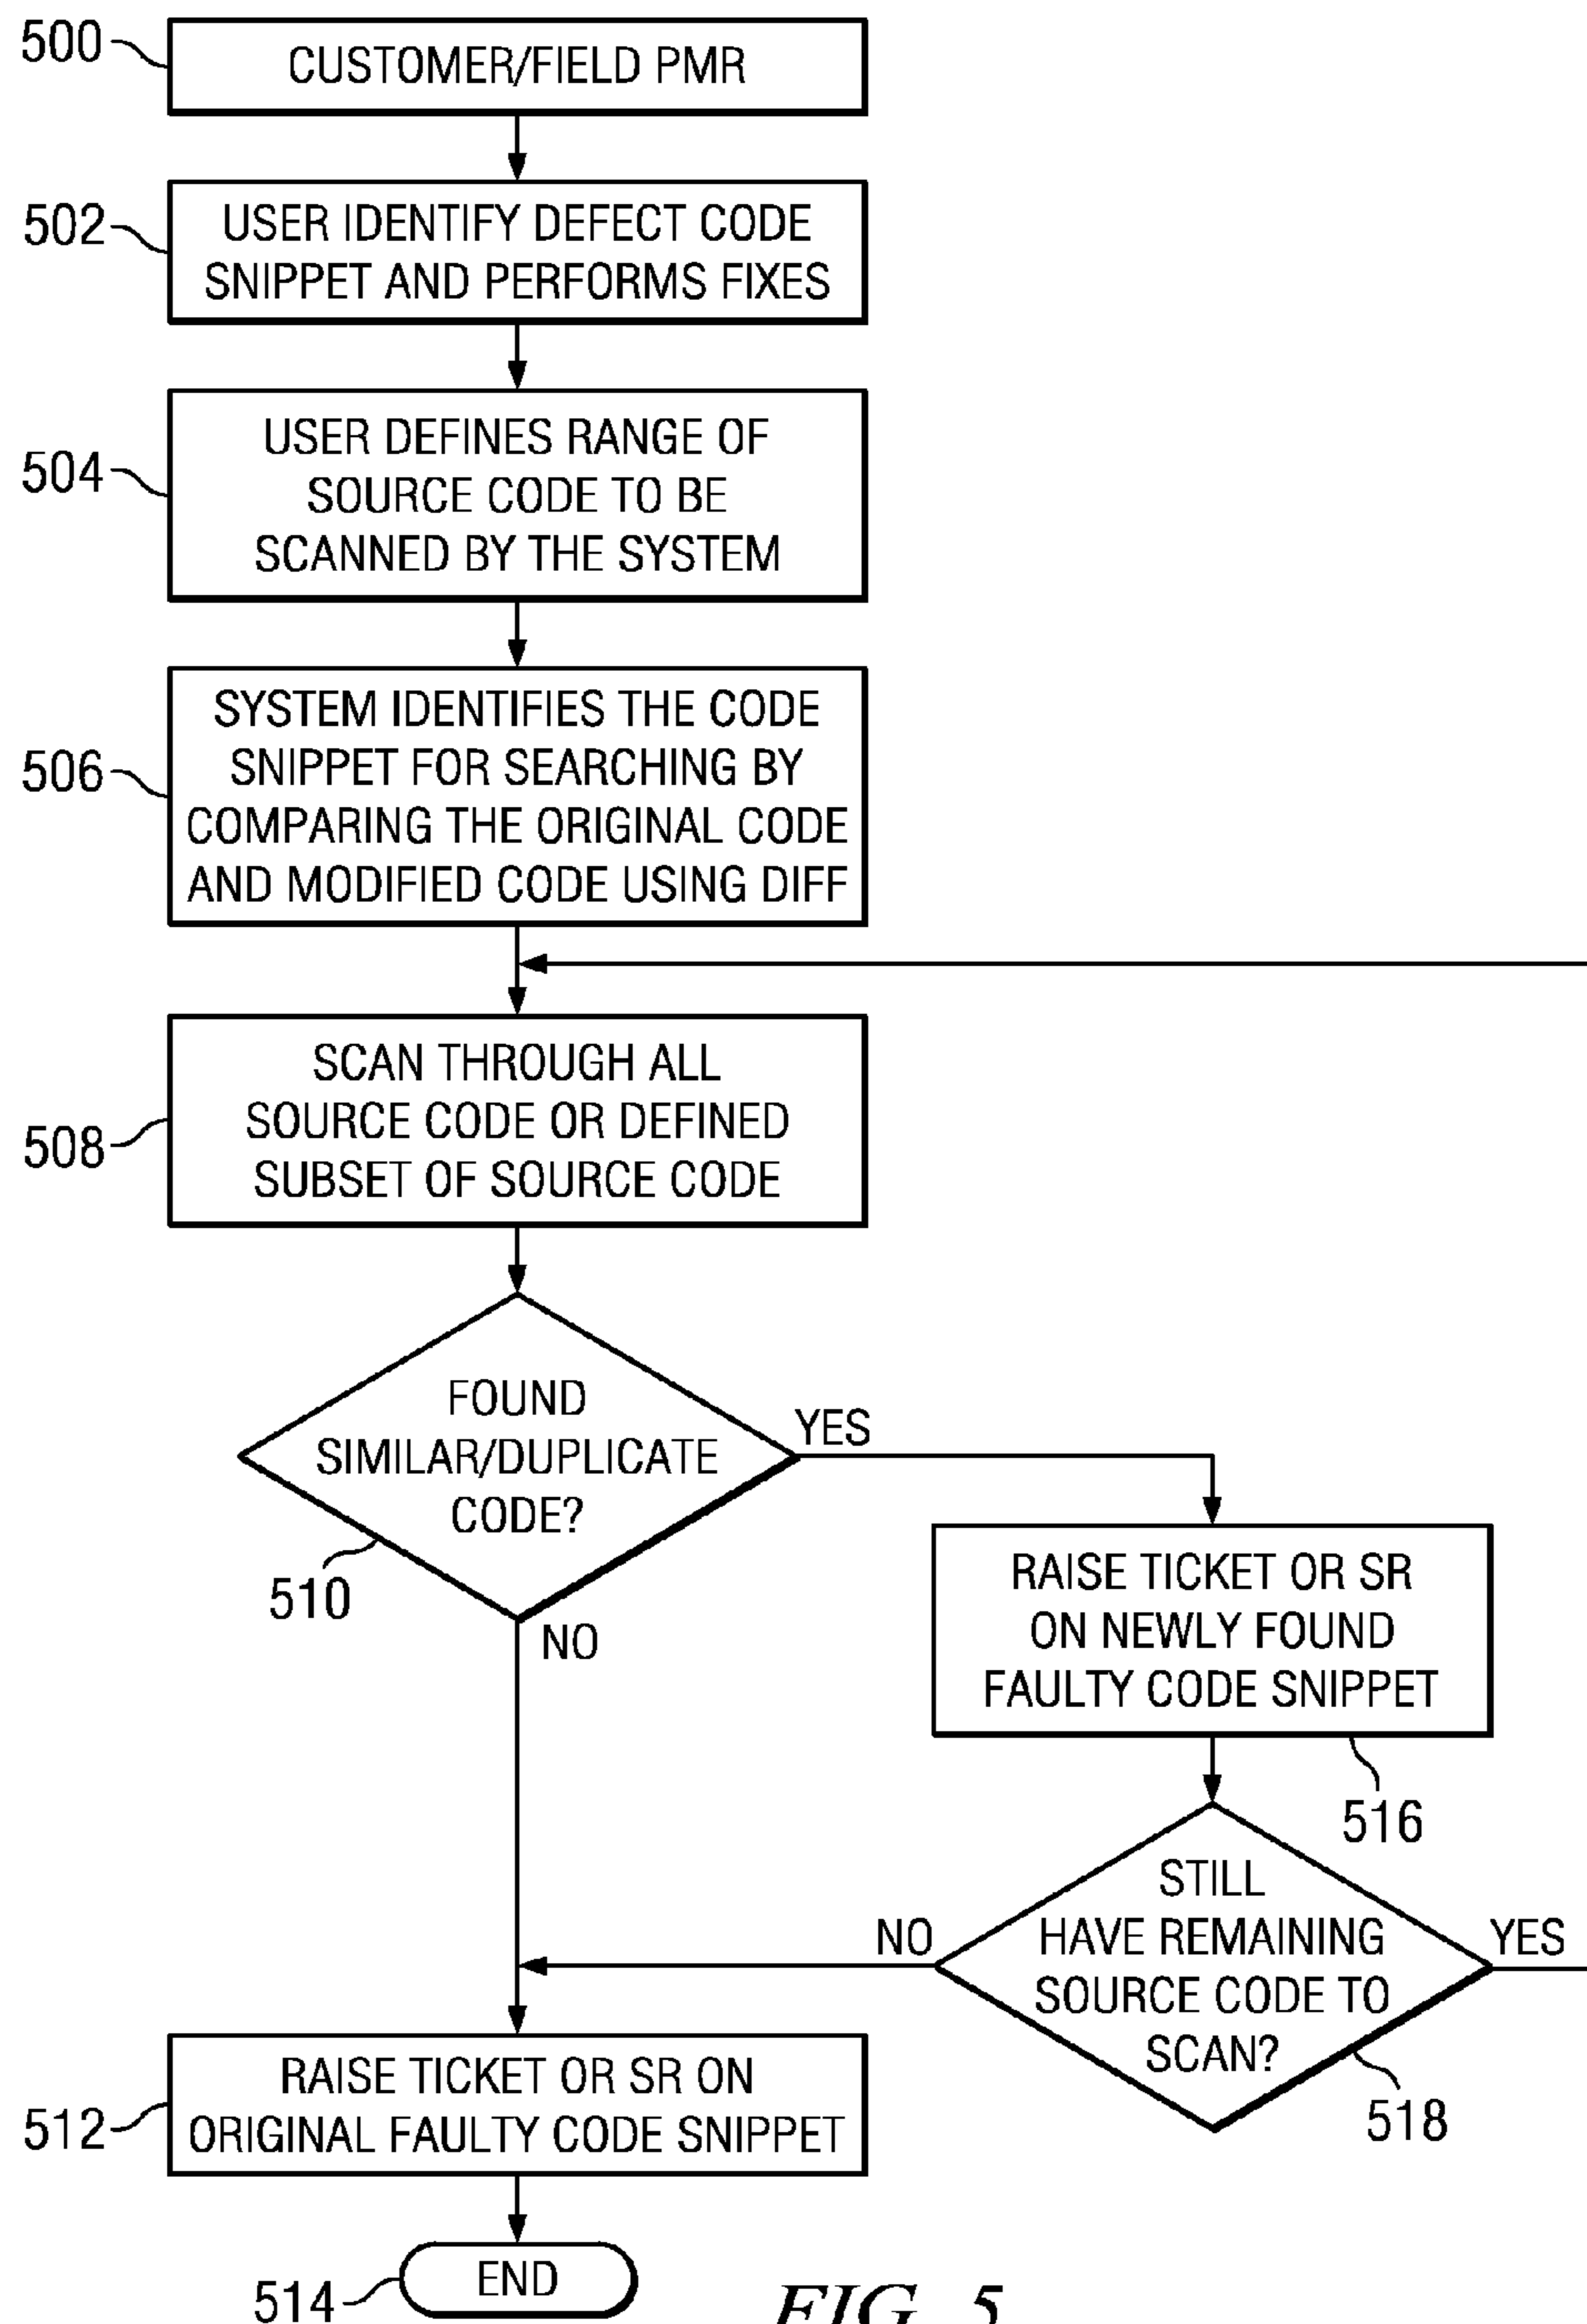 500
CUSTOMER/FIELD PMR
502
USER IDENTIFY DEFECT CODE
SNIPPET AND PERFORMS FIXES
504
USER DEFINES RANGE OF
SOURCE CODE TO BE
SCANNED BY THE SYSTEM
506
SYSTEM IDENTIFIES THE CODE
SNIPPET FOR SEARCHING BY
COMPARING THE ORIGINAL CODE
AND MODIFIED CODE USING DIFF
508
SCAN THROUGH ALL
SOURCE CODE OR DEFINED
SUBSET OF SOURCE CODE
FOUND
SIMILAR/DUPLICATE
CODE?
YES
510
NO
RAISE TICKET OR SR
ON NEWLY FOUND
FAULTY CODE SNIPPET
516
STILL
HAVE REMAINING
SOURCE CODE TO
SCAN?
NO
YES
518
512
RAISE TICKET OR SR ON
ORIGINAL FAULTY CODE SNIPPET
514
END
FIG. 5